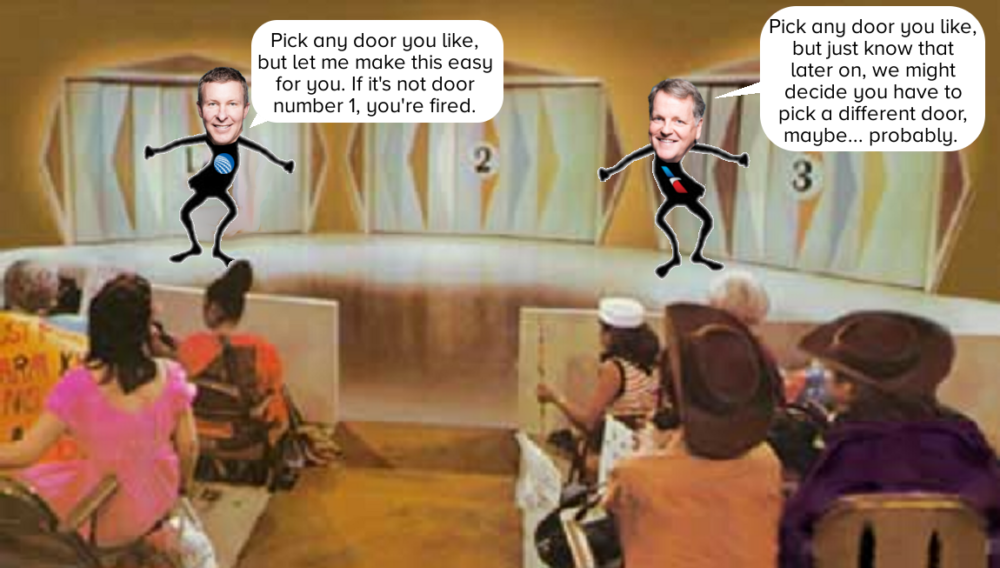 Pick any door you like,
but let me make this easy
for you. If it's not door
number 1, you're fired.
Pick any door you like,
but just know that
later on, we might
decide you have to
pick a different door,
maybe... probably.
2
3